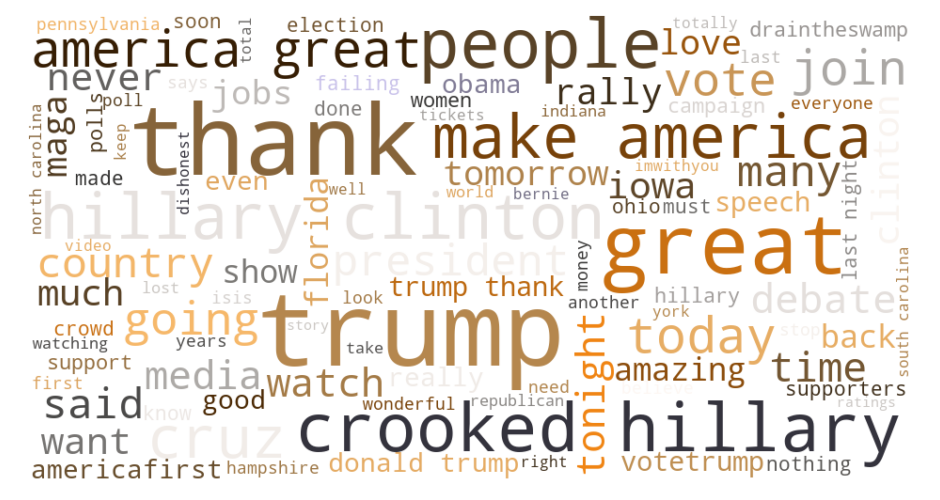 pennsylvania
soon
total
election
totally
draintheswamp
america
great
people
love
last
join
never
says
jobs
failing
obama
rally
vote
maga
polls
poll
keep
done
women
tickets
indiana
campaign
everyone
clinton
thank
make america
north carolina
made
dishonest
even
florida
well
tomorrow
world
bernie
imwithyou
iowa
many
ohio
must
speech
last night
hillary clinton
great
video
country
show
president
money
south carolina
much
lost
isis
look
trump thank
another
hillary
york
debate
crowd
going
trump
story
today
stop
back
watching
years
take
tonight
support
first
media
watch
really
need
amazing
believe
time
supporters
said
know
good
wonderful
republican
ratings
want
cruz
crooked hillary
americafirst
hampshire
donald trump
right
votetrump
nothing